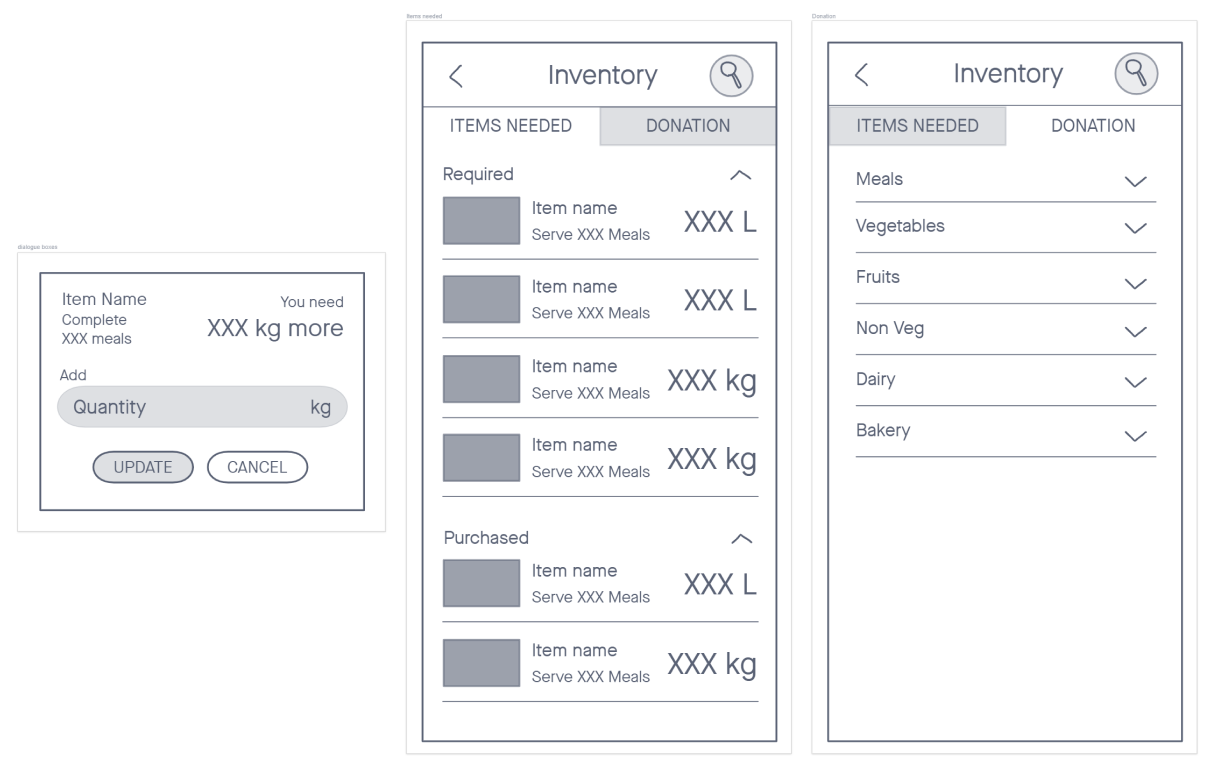 dialogue boxes
Item Name
Complete
XXX meals
You need
XXX kg more
Add
Quantity kg
UPDATE CANCEL
Items needed
Inventory
ITEMS NEEDED DONATION
Required
Item name
Serve XXX Meals
XXX L
Item name
Serve XXX Meals
XXX L
Item name
Serve XXX Meals
XXX kg
Item name
Serve XXX Meals
XXX kg
Purchased
Item name
Serve XXX Meals
XXX L
Item name
Serve XXX Meals
XXX kg
Donation
Inventory
ITEMS NEEDED DONATION
Meals
Vegetables
Fruits
Non Veg
Dairy
Bakery